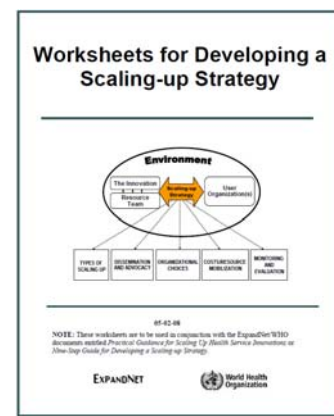 Worksheets for Developing a
Scaling-up Strategy
Environment
The Innovation
Resource
Team
Scaling-up
Strategy
User
Organization(s)
TYPES OF
SCALING UP
DISSEMINATION
AND ADVOCACY
ORGANIZATIONAL
CHOICES
COSTS/RESOURCE
MOBILIZATION
MONITORING
AND
EVALUATION
05-02-08
NOTE: These worksheets are to be used in conjunction with the ExpandNet/WHO
documents entitled Practical Guidance for Scaling Up Health Service Innovations and
Nine-Step Guide for Developing a Scaling-up Strategy.
EXPANDNET
World Health
Organization